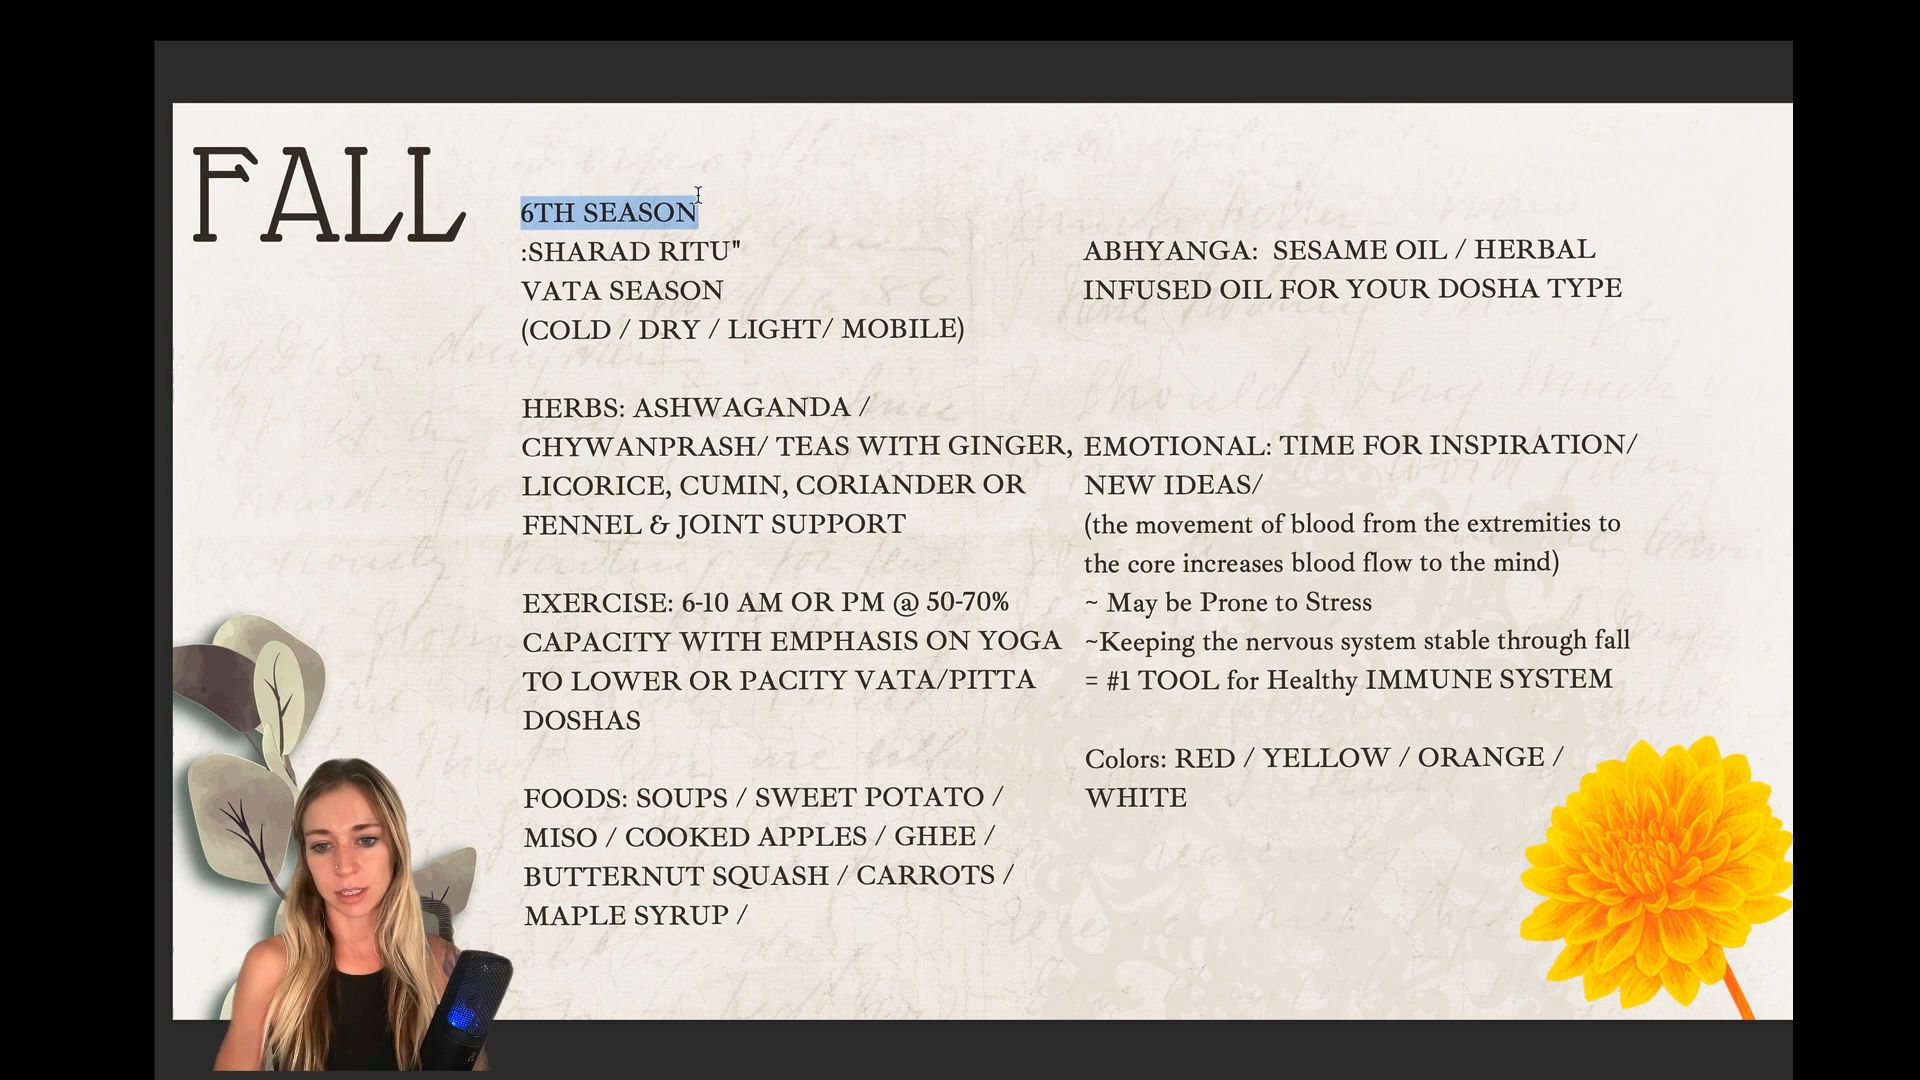 FALL
6TH SEASON
:SHARAD RITU"
VATA SEASON
(COLD / DRY / LIGHT/ MOBILE)
HERBS: ASHWAGANDA /
CHYWANPRASH/ TEAS WITH GINGER,
LICORICE, CUMIN, CORIANDER OR
FENNEL & JOINT SUPPORT
EXERCISE: 6-10 AM OR PM @ 50-70%
CAPACITY WITH EMPHASIS ON YOGA
TO LOWER OR PACITY VATA/PITTA
DOSHAS
FOODS: SOUPS / SWEET POTATO /
MISO / COOKED APPLES / GHEE /
BUTTERNUT SQUASH / CARROTS /
MAPLE SYRUP /
ABHYANGA:  SESAME OIL / HERBAL
INFUSED OIL FOR YOUR DOSHA TYPE
EMOTIONAL: TIME FOR INSPIRATION/
NEW IDEAS/
(the movement of blood from the extremities to
the core increases blood flow to the mind)
~ May be Prone to Stress
~Keeping the nervous system stable through fall
= #1 TOOL for Healthy IMMUNE SYSTEM
Colors: RED / YELLOW / ORANGE /
WHITE